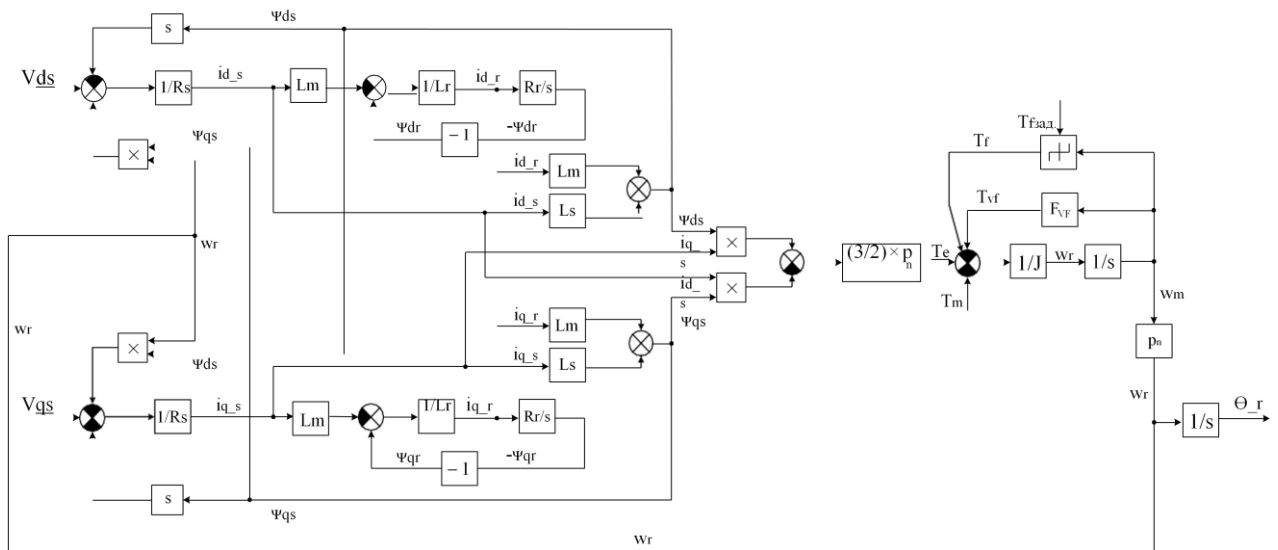 Ψds
s
Vds
1/Rs
id_s
Lm
1/Lr
id_r
Rr/s
Ψdr
– 1
-Ψdr
Ψqs
×
id_r
Lm
id_s
Ls
wr
Ψds
iq_
s
id_
s
Ψqs
×
×
(3/2)×pn
Tfзад.
Tf
Tvf
FVF
Te
Tm
1/J
wr
1/s
wm
pn
wr
1/s
Θ_r
wr
×
Ψds
iq_r
Lm
iq_s
Ls
Vqs
1/Rs
iq_s
Lm
1/Lr
iq_r
Rr/s
Ψqr
– 1
-Ψqr
s
Ψqs
wr